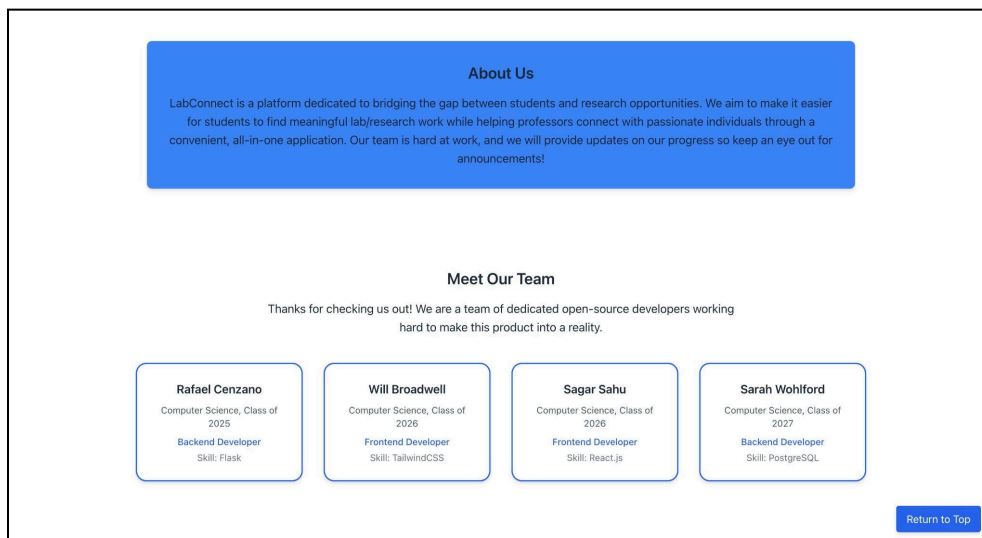 About Us
LabConnect is a platform dedicated to bridging the gap between students and research opportunities. We aim to make it easier
for students to find meaningful lab/research work while helping professors connect with passionate individuals through a
convenient, all-in-one application. Our team is hard at work, and we will provide updates on our progress so keep an eye out for
announcements!
Meet Our Team
Thanks for checking us out! We are a team of dedicated open-source developers working
hard to make this product into a reality.
Rafael Cenzano
Computer Science, Class of
2025
Backend Developer
Skill: Flask
Will Broadwell
Computer Science, Class of
2026
Frontend Developer
Skill: TailwindCSS
Sagar Sahu
Computer Science, Class of
2026
Frontend Developer
Skill: React.js
Sarah Wohlford
Computer Science, Class of
2027
Backend Developer
Skill: PostgreSQL
Return to Top